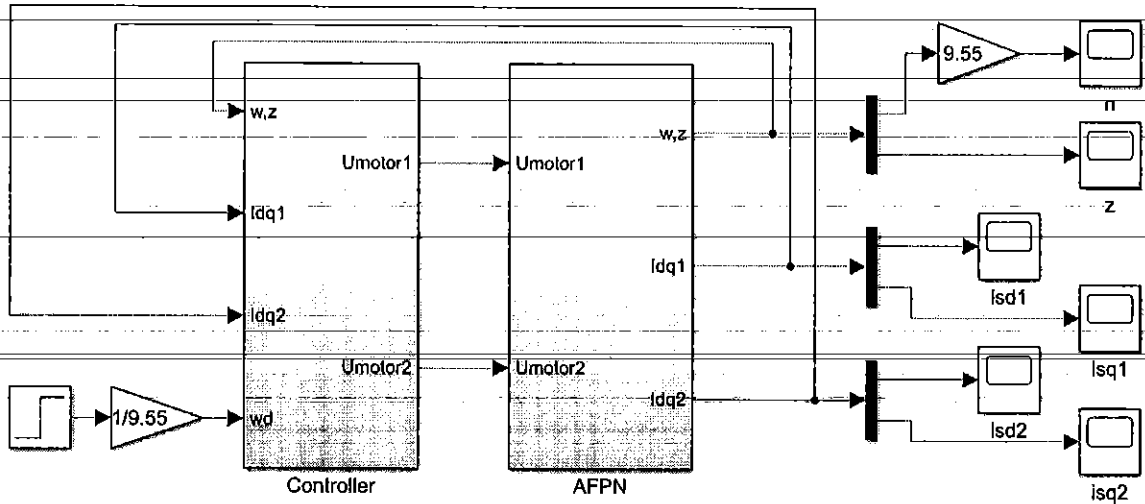 9.55
n
w,z
w,z
z
Umotor1
Umotor1
Idq1
Idq1
Isd1
Idq2
Isq1
Umotor2
Umotor2
Idq2
Isd2
1/9.55
wd
Isq2
Controller
AFPN